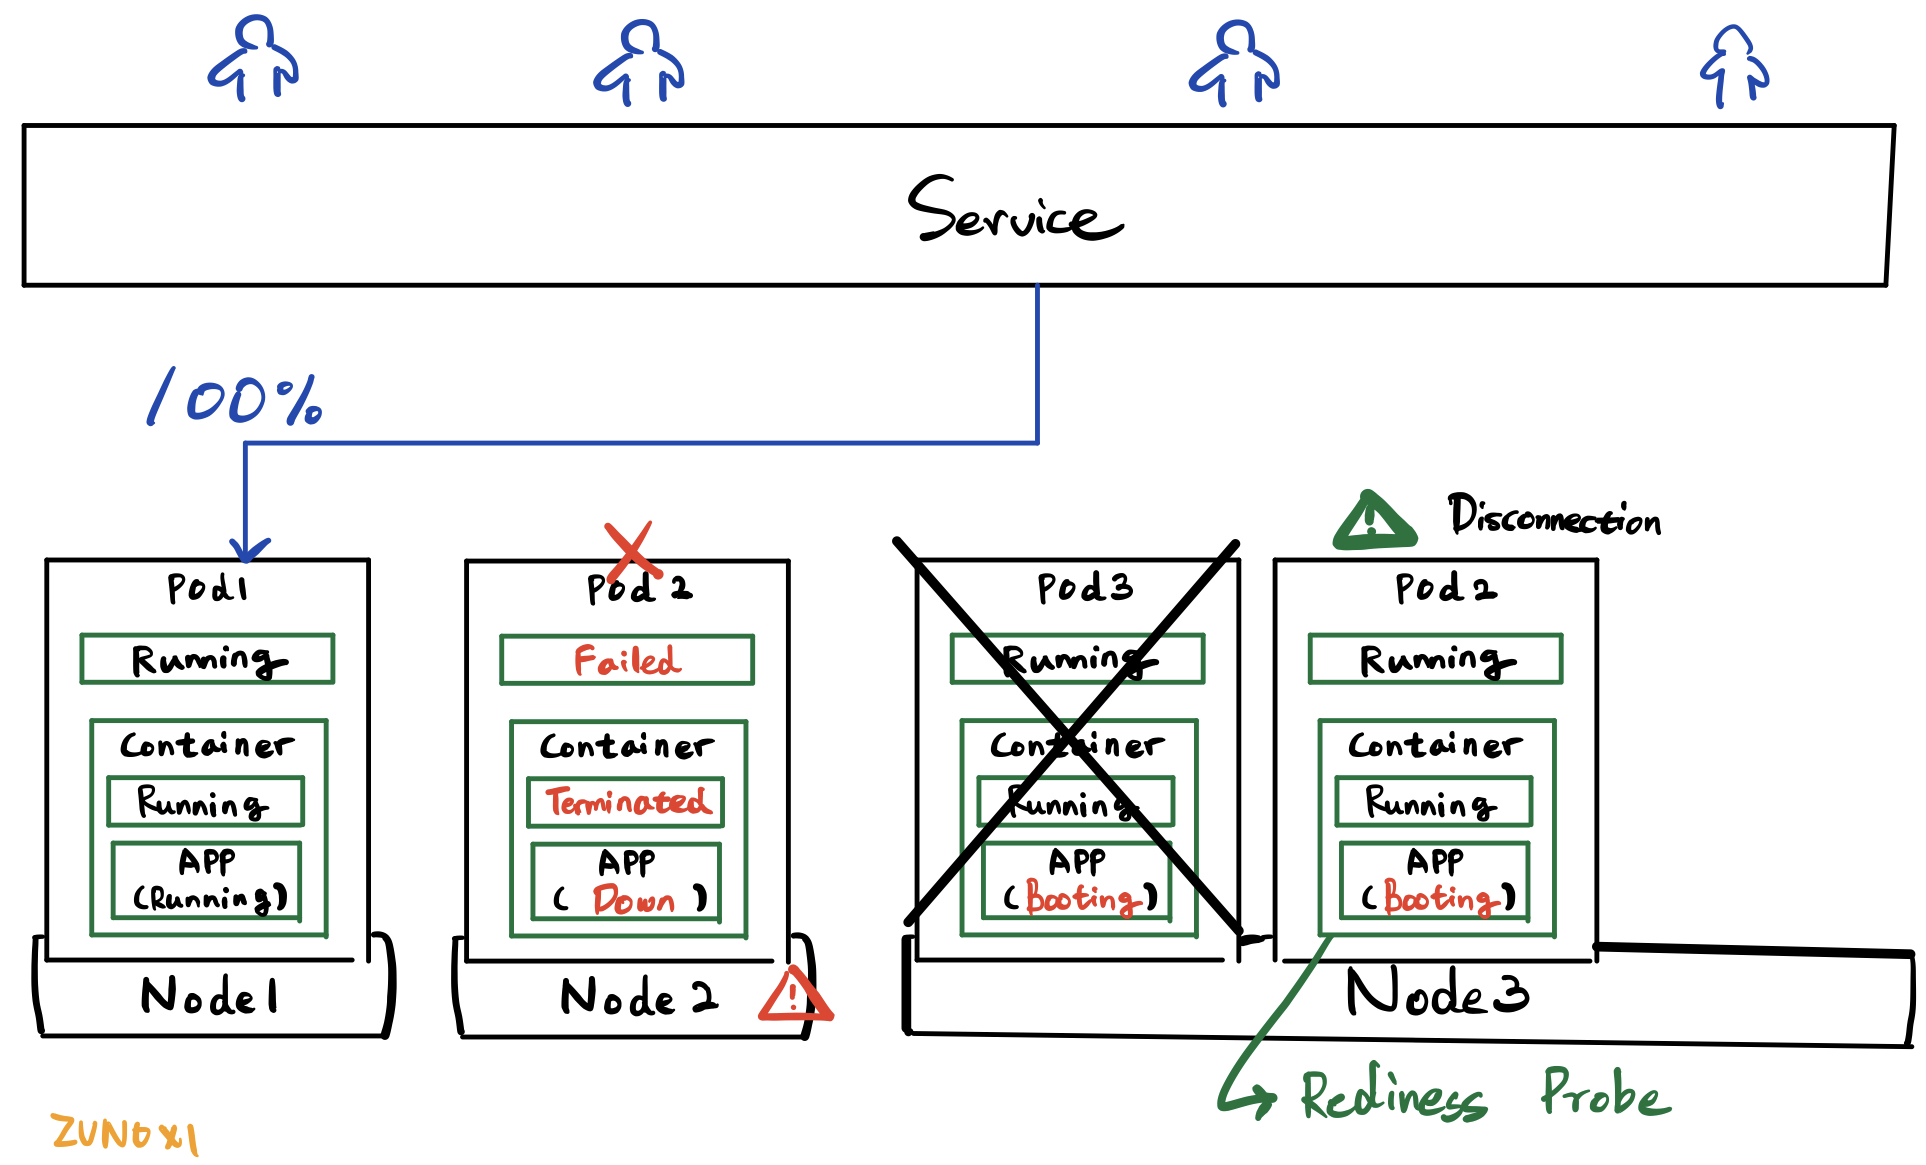 Service
100%
Disconnection
Pod1
Running
Container
Running
APP
(Running)
Node1
Pod 2
Failed
Container
Terminated
APP
( Down )
Node 2
!
Pod3
Running
Container
Running
APP
(Booting)
!
Pod2
Running
Container
Running
APP
(Booting)
Node3
Rediness Probe
ZUNOx1